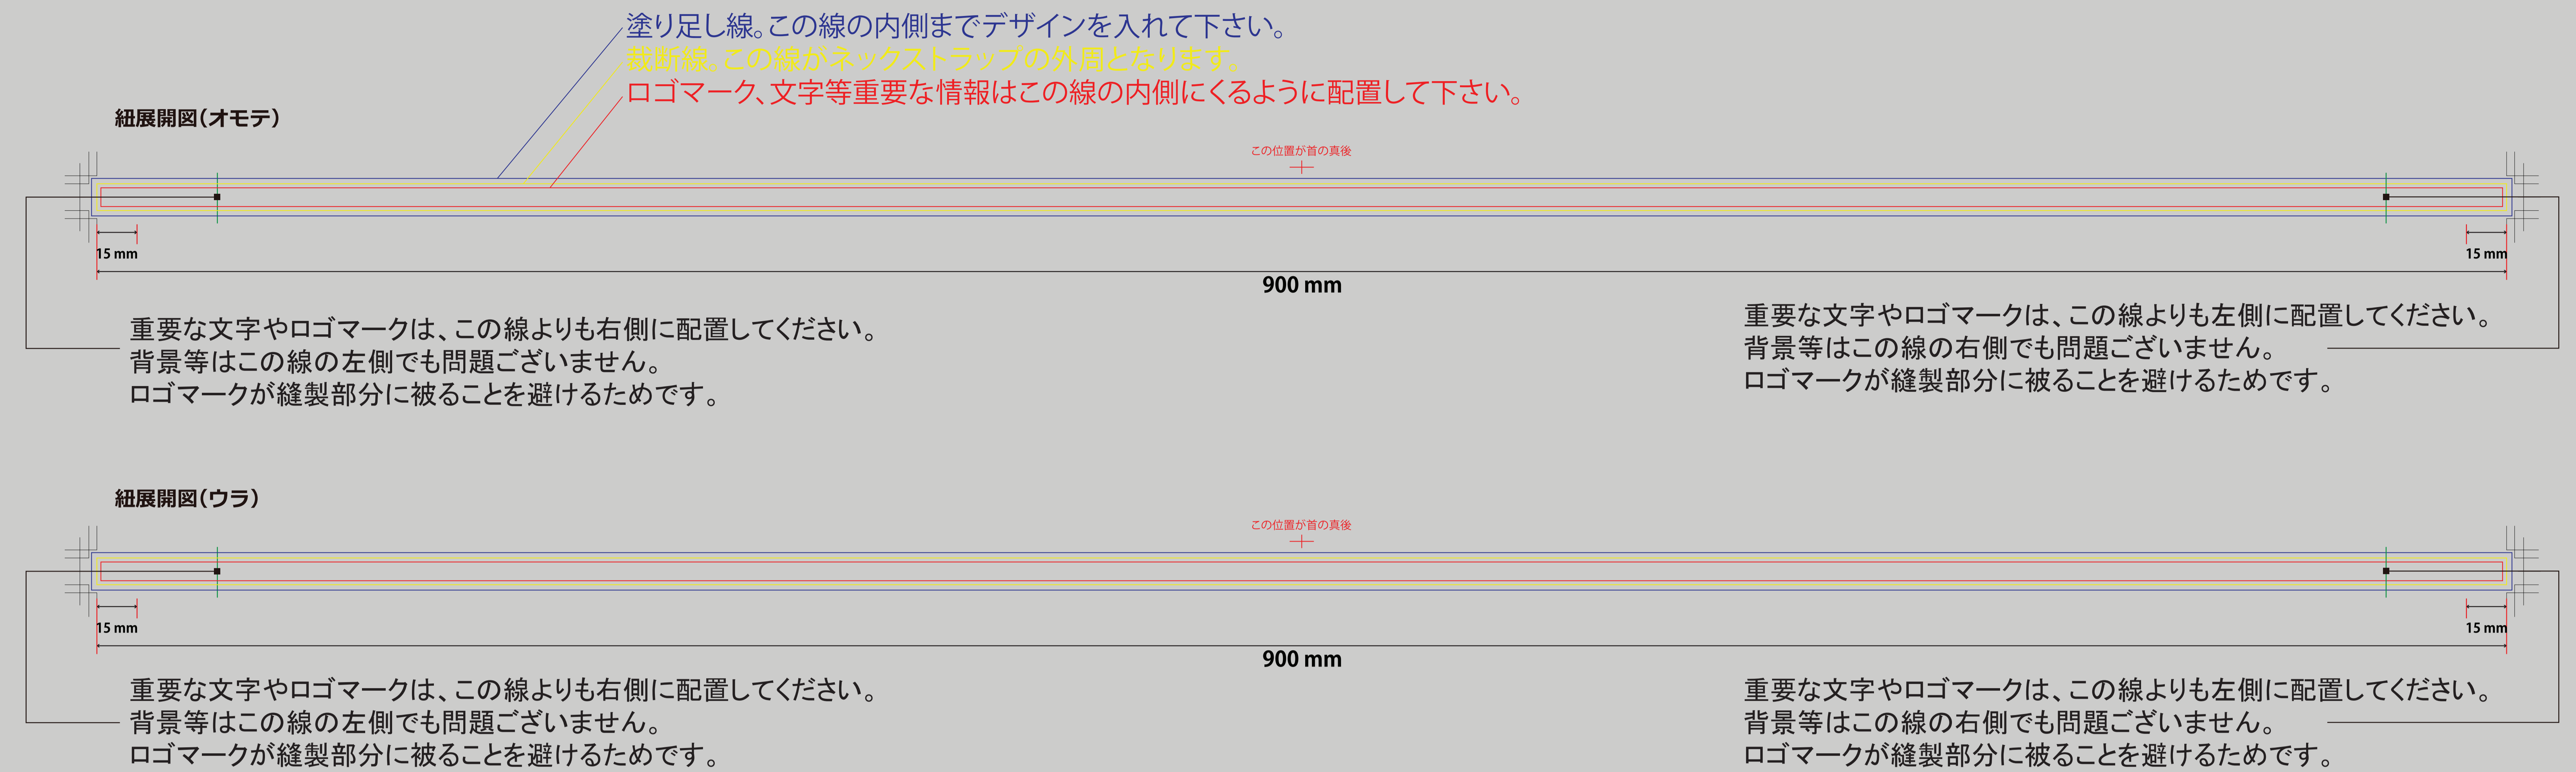 塗り足し線。この線の内側までデザインを入れて下さい。
裁断線。この線がネックストラップの外周となります。
ロゴマーク、文字等重要な情報はこの線の内側にくるように配置して下さい。
紐展開図(オモテ)
この位置が首の真後
15 mm
15 mm
900 mm
重要な文字やロゴマークは、この線よりも右側に配置してください。
背景等はこの線の左側でも問題ございません。
ロゴマークが縫製部分に被ることを避けるためです。
重要な文字やロゴマークは、この線よりも左側に配置してください。
背景等はこの線の右側でも問題ございません。
ロゴマークが縫製部分に被ることを避けるためです。
紐展開図(ウラ)
この位置が首の真後
15 mm
15 mm
900 mm
重要な文字やロゴマークは、この線よりも右側に配置してください。
背景等はこの線の左側でも問題ございません。
ロゴマークが縫製部分に被ることを避けるためです。
重要な文字やロゴマークは、この線よりも左側に配置してください。
背景等はこの線の右側でも問題ございません。
ロゴマークが縫製部分に被ることを避けるためです。